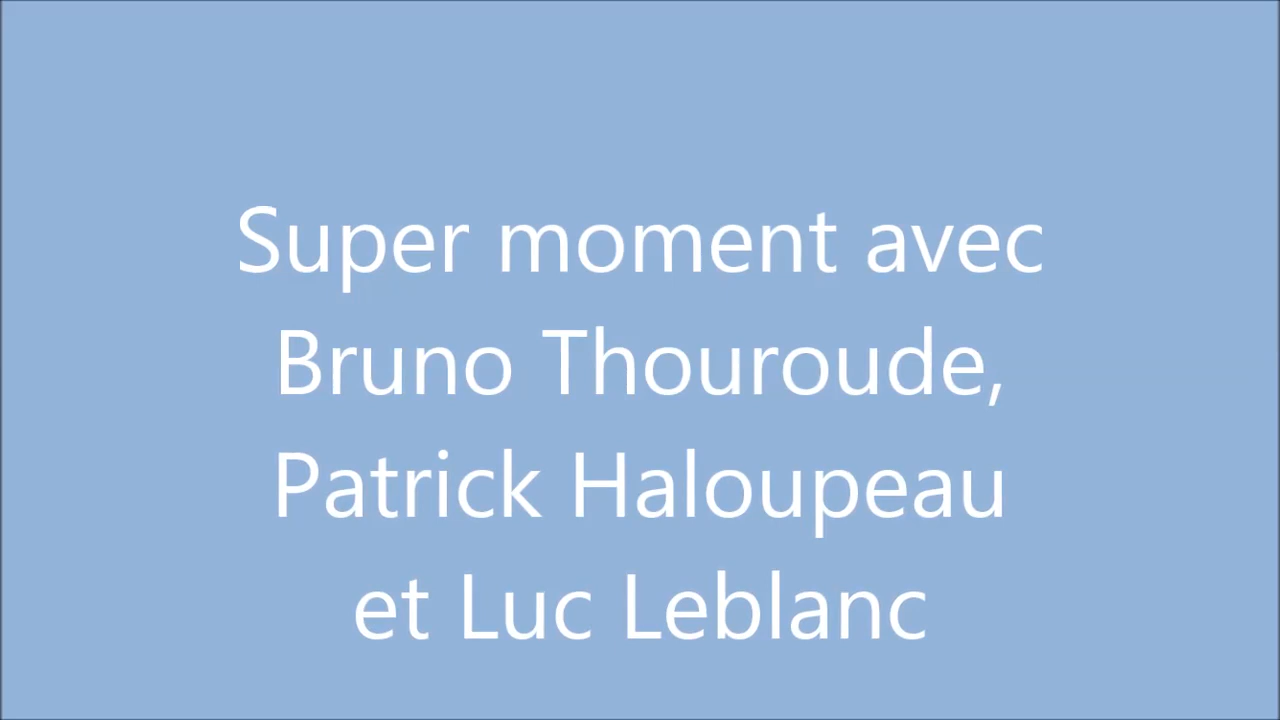 Super moment avec
Bruno Thouroude,
Patrick Haloupeau
et Luc Leblanc